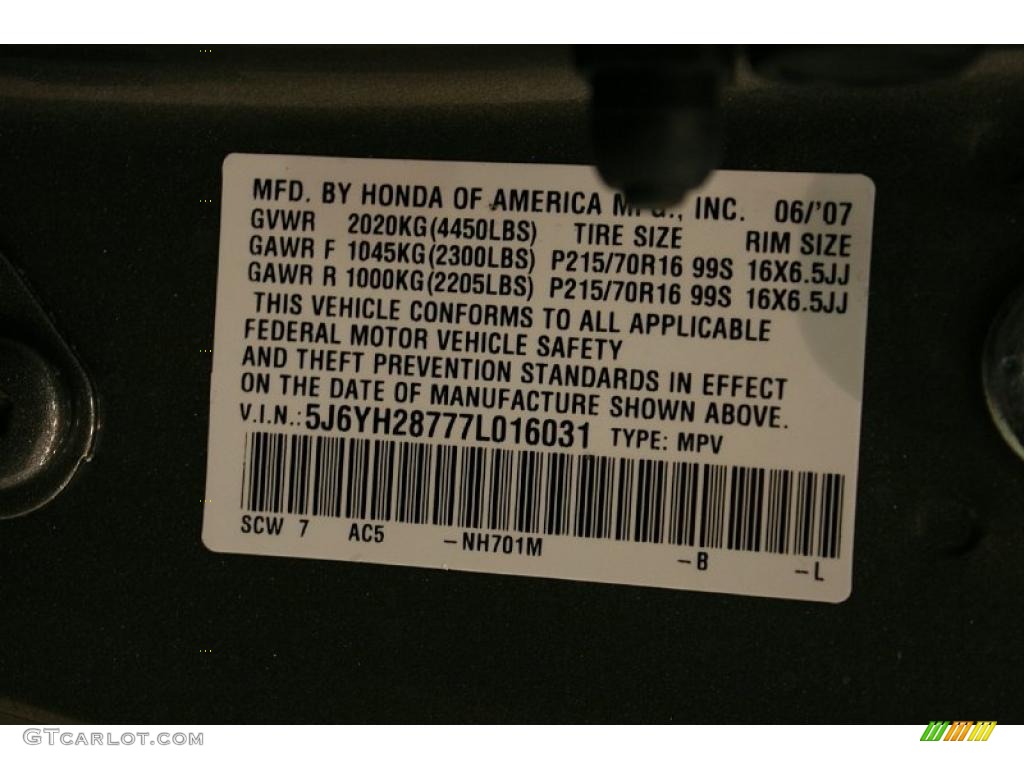 MFD. BY HONDA OF AMERICA MFG., INC. 06/'07
GVWR 2020KG(4450LBS) TIRE SIZE RIM SIZE
GAWR F 1045KG(2300LBS) P215/70R16 99S 16X6.5JJ
GAWR R 1000KG(2205LBS) P215/70R16 99S 16X6.5JJ
THIS VEHICLE CONFORMS TO ALL APPLICABLE
FEDERAL MOTOR VEHICLE SAFETY
AND THEFT PREVENTION STANDARDS IN EFFECT
ON THE DATE OF MANUFACTURE SHOWN ABOVE.
V.I.N.: 5J6YH28777L016031 TYPE: MPV
SCW 7 AC5 -NH701M -B -L
GTCARLOT.COM